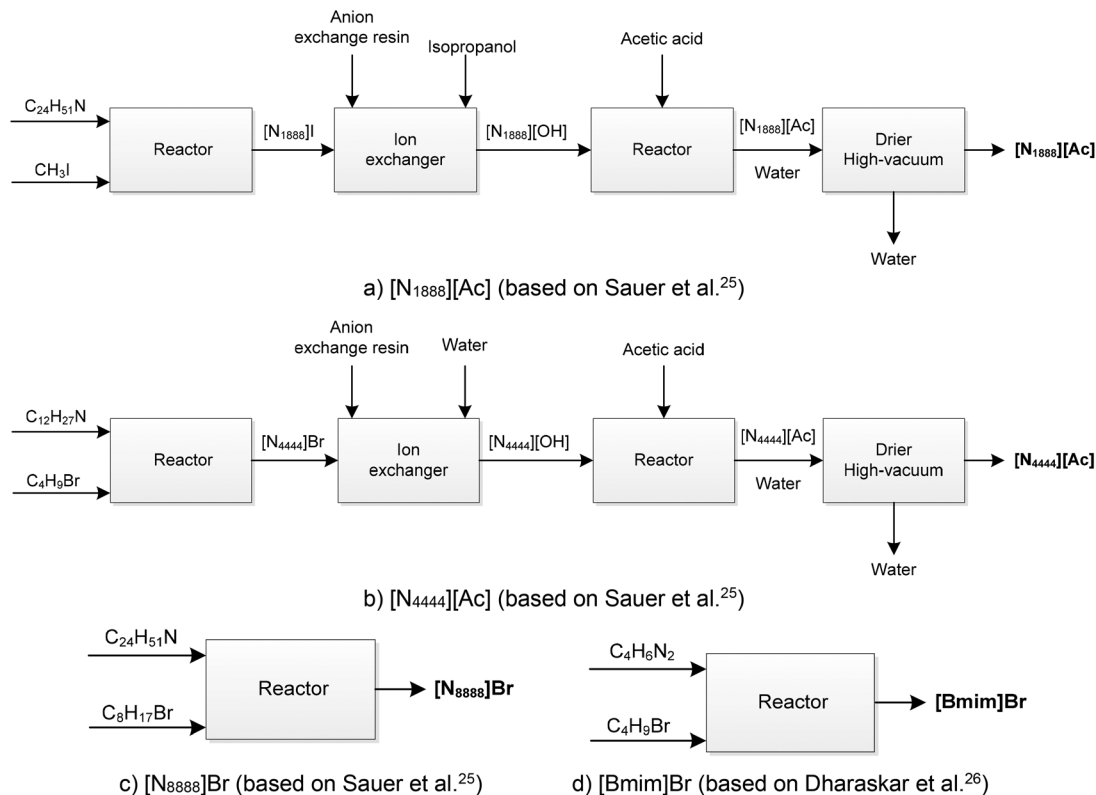 Anion
exchange resin
Isopropanol
Acetic acid
C24H51N
CH3I
Reactor
[N1888]I
Ion
exchanger
[N1888][OH]
Reactor
[N1888][Ac]
Water
Drier
High-vacuum
[N1888][Ac]
Water
a) [N1888][Ac] (based on Sauer et al.25)
Anion
exchange resin
Water
Acetic acid
C12H27N
C4H9Br
Reactor
[N4444]Br
Ion
exchanger
[N4444][OH]
Reactor
[N4444][Ac]
Water
Drier
High-vacuum
[N4444][Ac]
Water
b) [N4444][Ac] (based on Sauer et al.25)
C24H51N
C8H17Br
Reactor
[N8888]Br
c) [N8888]Br (based on Sauer et al.25)
C4H6N2
C4H9Br
Reactor
[Bmim]Br
d) [Bmim]Br (based on Dharaskar et al.26)